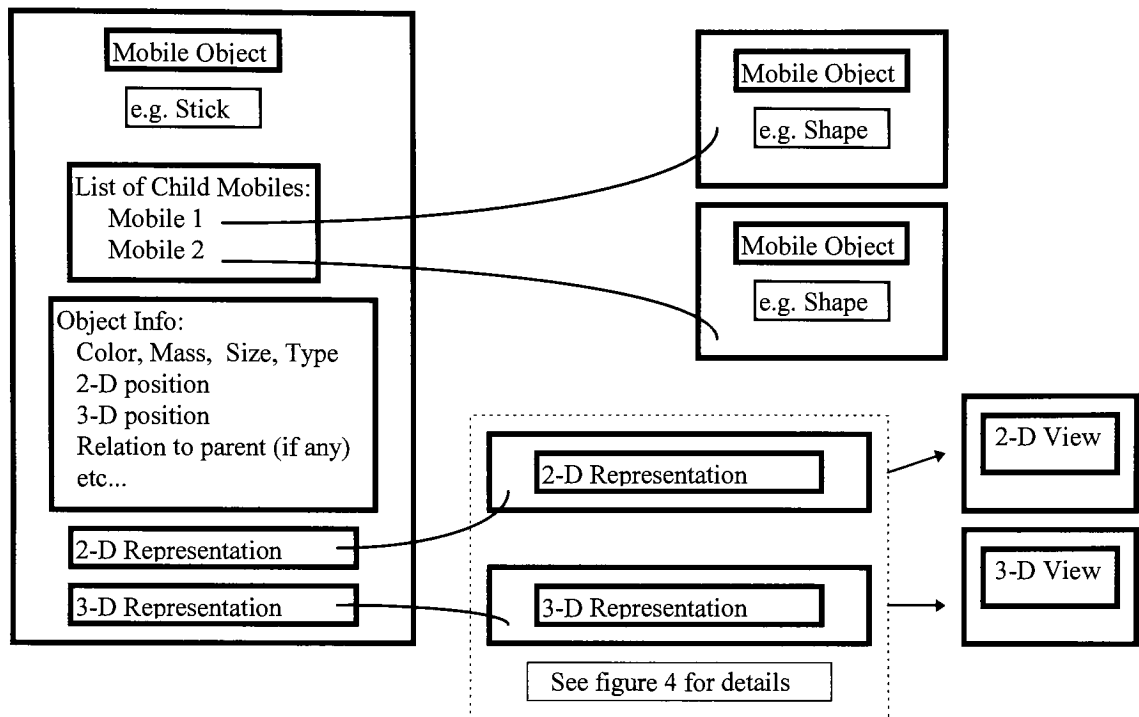 Mobile Object
e.g. Stick
List of Child Mobiles:
Mobile 1
Mobile 2
Object Info:
Color, Mass, Size, Type
2-D position
3-D position
Relation to parent (if any)
etc...
2-D Representation
3-D Representation
Mobile Object
e.g. Shape
Mobile Object
e.g. Shape
2-D Representation
3-D Representation
See figure 4 for details
2-D View
3-D View